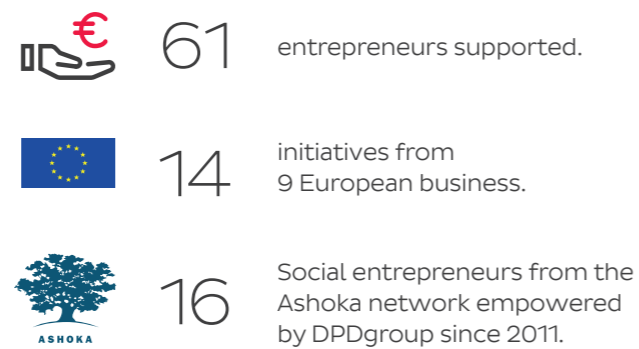 €
61
entrepreneurs supported.
14
initiatives from
9 European business.
ASHOKA
16
Social entrepreneurs from the
Ashoka network empowered
by DPDgroup since 2011.